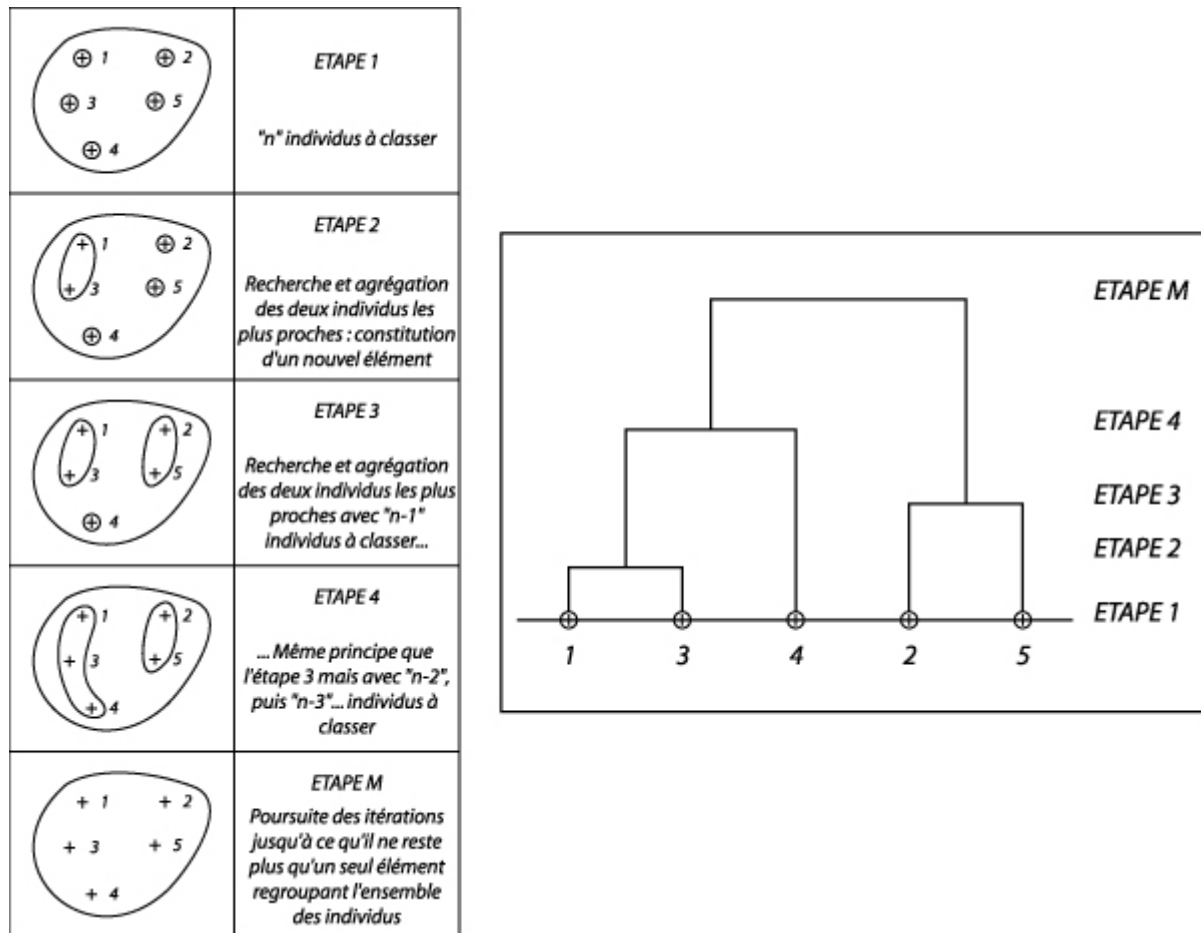 1
2
3
5
4
ETAPE 1
"n" individus à classer
1
2
3
5
4
ETAPE 2
Recherche et agrégation
des deux individus les
plus proches : constitution
d'un nouvel élément
1
2
3
5
4
ETAPE 3
Recherche et agrégation
des deux individus les plus
proches avec "n-1"
individus à classer...
1
2
3
5
4
ETAPE 4
... Même principe que
l'étape 3 mais avec "n-2",
puis "n-3"... individus à
classer
1
2
3
5
4
ETAPE M
Poursuite des itérations
jusqu'à ce qu'il ne reste
plus qu'un seul élément
regroupant l'ensemble
des individus
ETAPE M
ETAPE 4
ETAPE 3
ETAPE 2
ETAPE 1
1 3 4 2 5